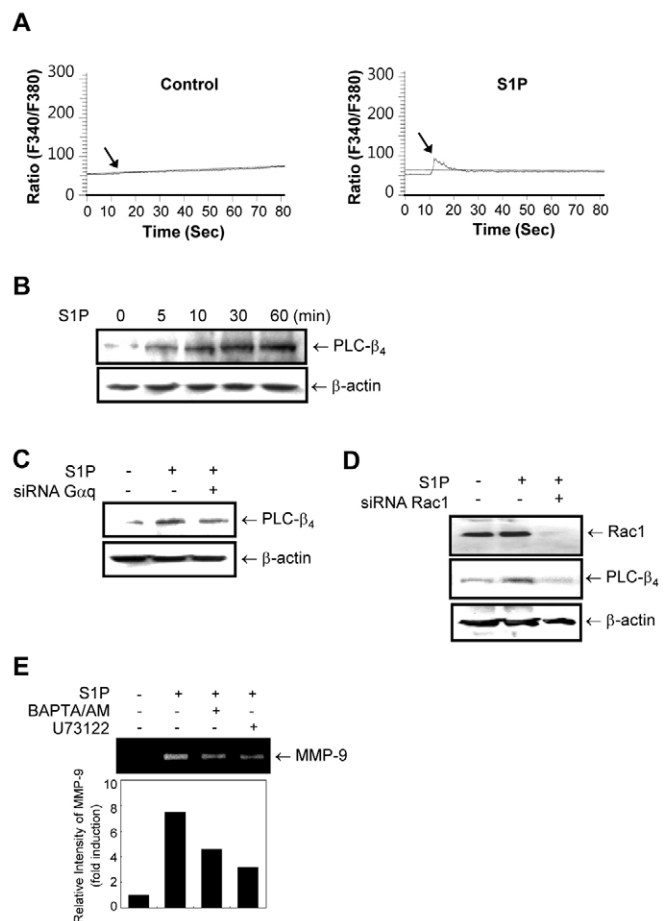 A
Control
S1P
Ratio (F340/F380)
300
200
100
0
0 10 20 30 40 50 60 70 80
Time (Sec)
Ratio (F340/F380)
300
200
100
0
0 10 20 30 40 50 60 70 80
Time (Sec)
B
S1P 0 5 10 30 60 (min)
← PLC-β₄
← β-actin
C
S1P - + +
siRNA Gαq - - +
← PLC-β₄
← β-actin
D
S1P - + +
siRNA Rac1 - - +
← Rac1
← PLC-β₄
← β-actin
E
S1P - + + +
BAPTA/AM - - +
U73122 - - +
← MMP-9
Relative Intensity of MMP-9
(fold induction)
10
8
6
4
2
0